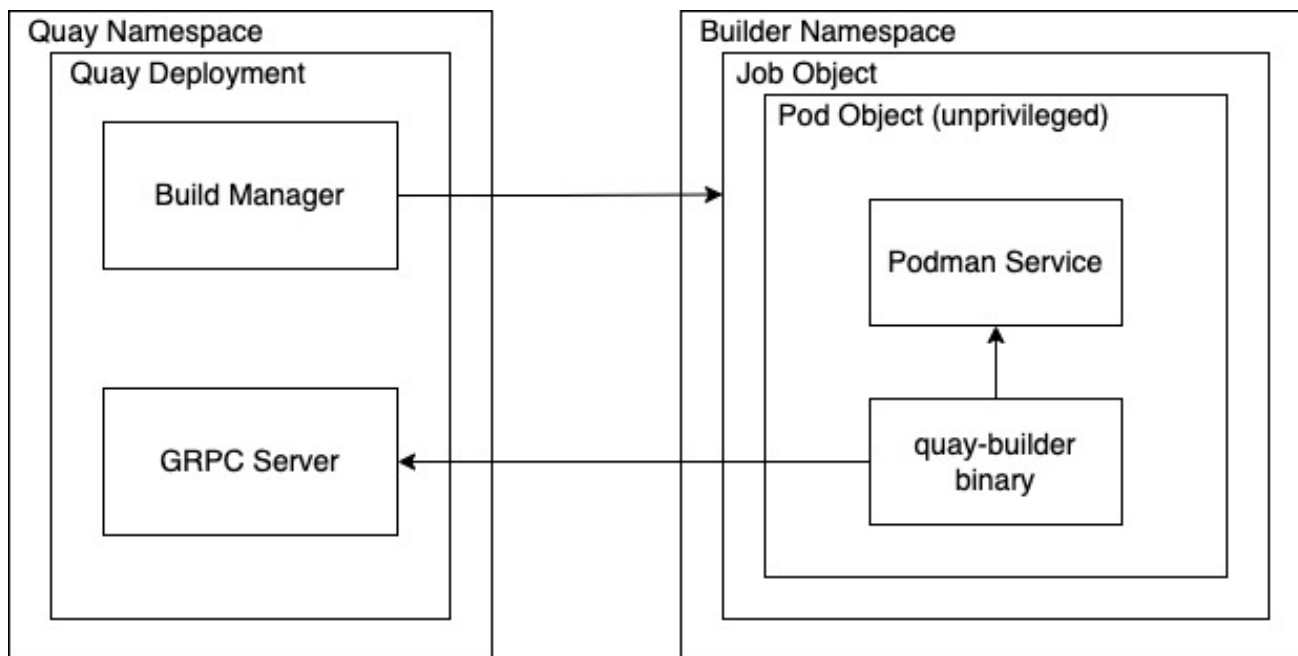 Quay Namespace
Quay Deployment
Build Manager
GRPC Server
Builder Namespace
Job Object
Pod Object (unprivileged)
Podman Service
quay-builder
binary